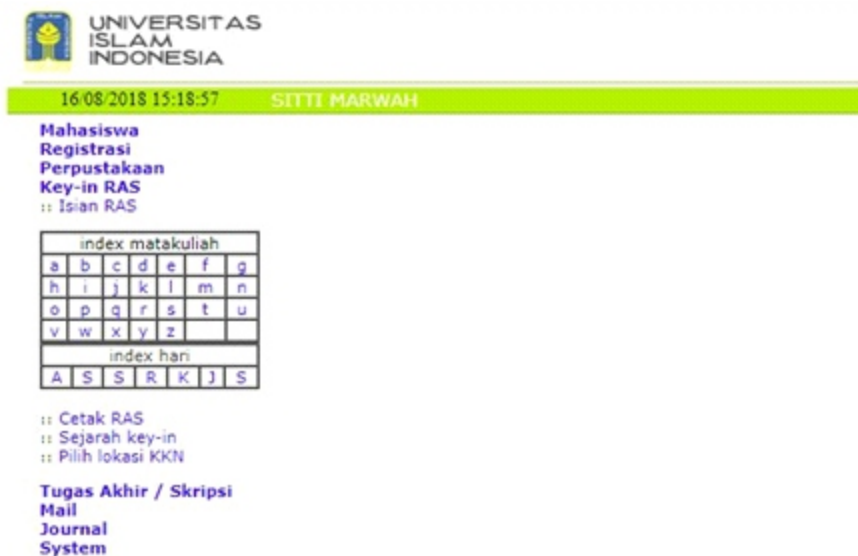 UNIVERSITAS
ISLAM
INDONESIA
16/08/2018 15:18:57 SITTI MARWAH
Mahasiswa
Registrasi
Perpustakaan
Key-in RAS
:: Isian RAS
index matakuliah
a b c d e f g
h i j k l m n
o p q r s t u
v w x y z
index hari
A S S R K J S
:: Cetak RAS
:: Sejarah key-in
:: Pilih lokasi KKN
Tugas Akhir / Skripsi
Mail
Journal
System